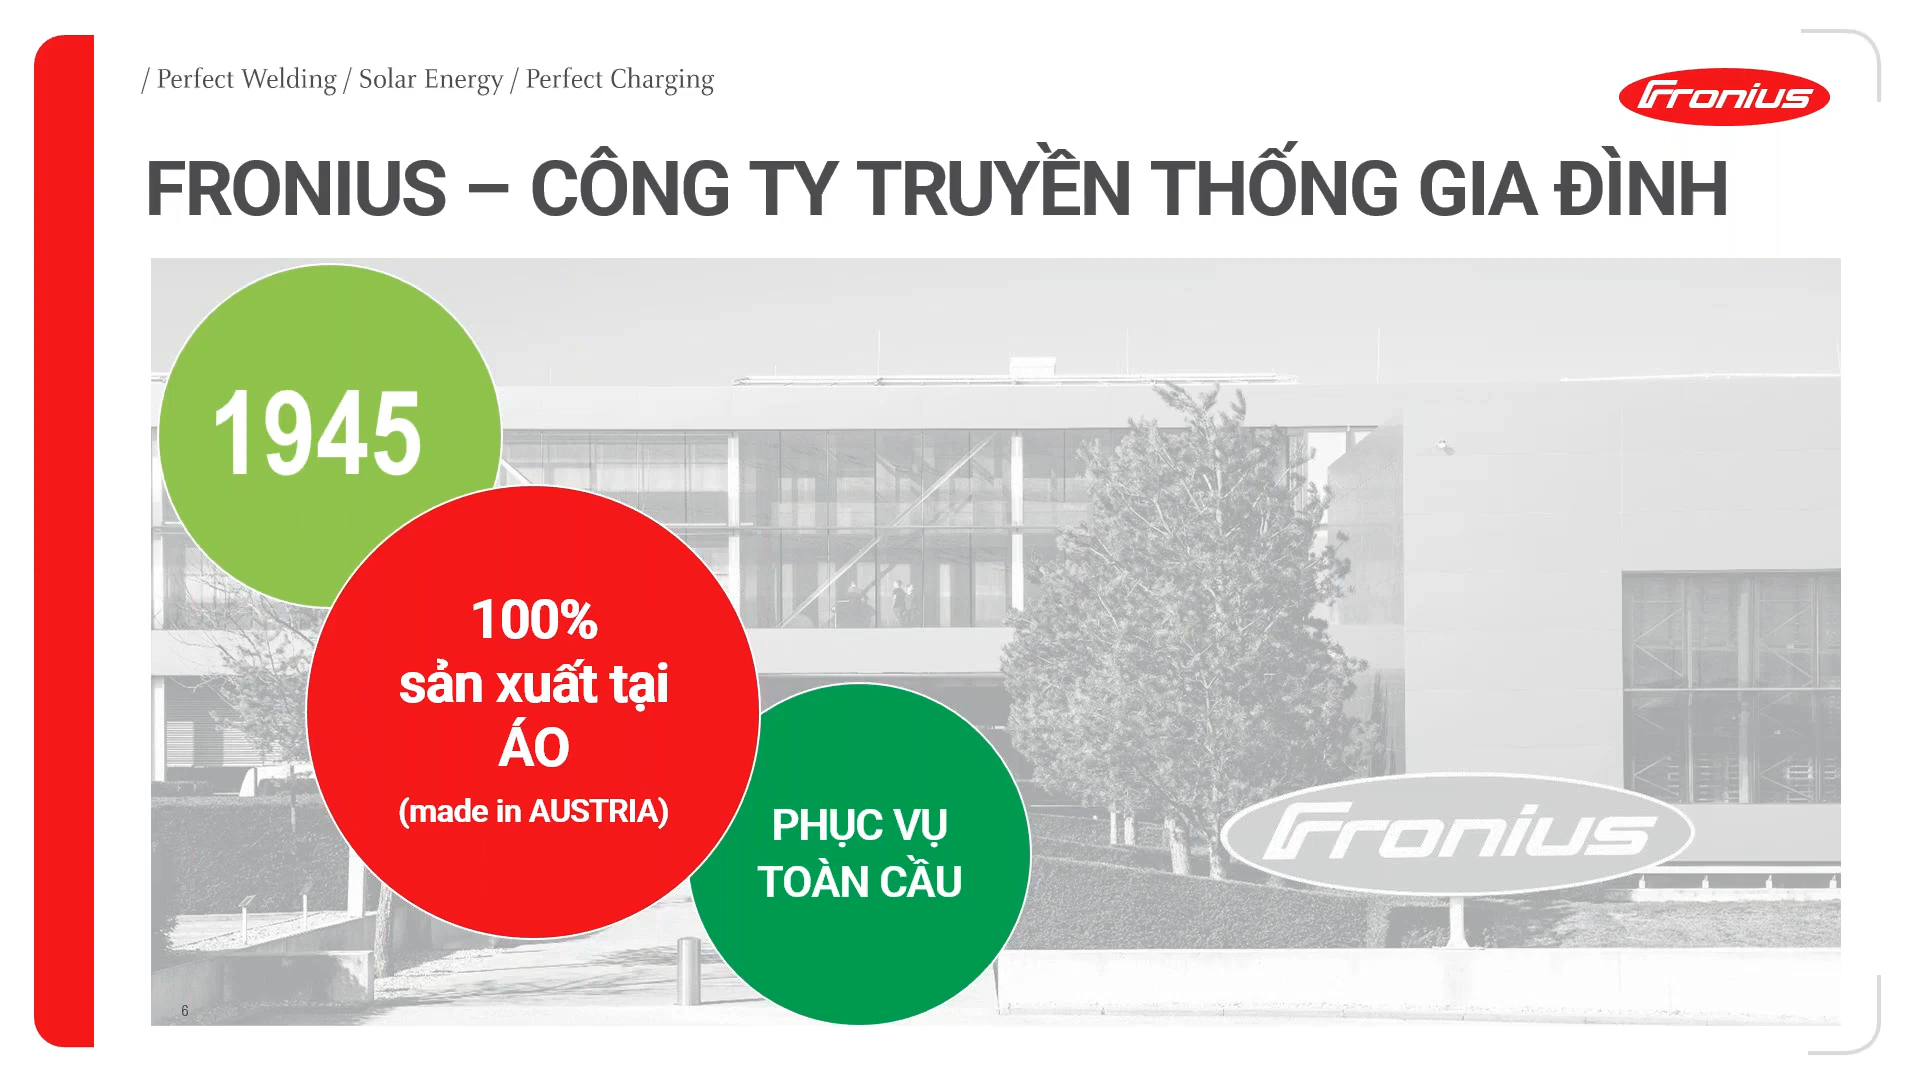 / Perfect Welding / Solar Energy / Perfect Charging
Fronius
FRONIUS – CÔNG TY TRUYỀN THỐNG GIA ĐÌNH
1945
100%
sản xuất tại
ÁO
(made in AUSTRIA)
PHỤC VỤ
TOÀN CẦU
Fronius
6